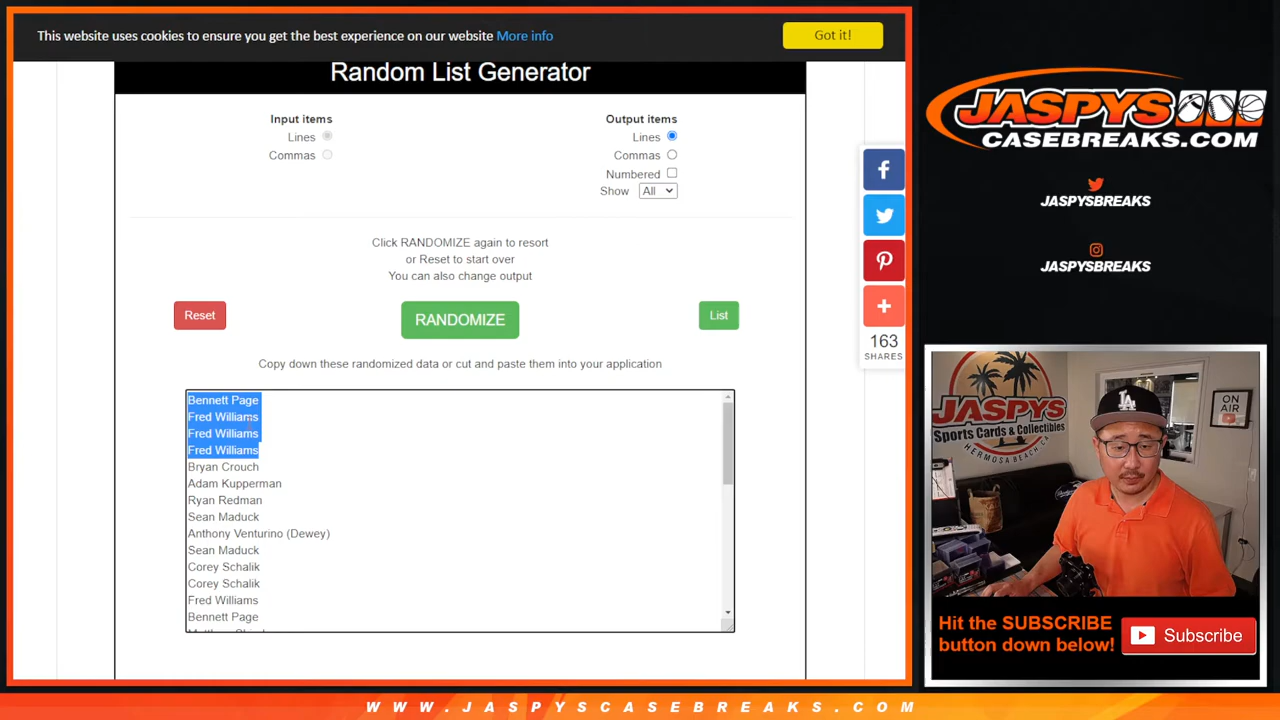 This website uses cookies to ensure you get the best experience on our website More info
Got it!
Random List Generator
Input items
Lines
Commas
Output items
Lines
Commas
Numbered
Show All
Click RANDOMIZE again to resort
or Reset to start over
You can also change output
Reset
RANDOMIZE
List
Copy down these randomized data or cut and paste them into your application
Bennett Page
Fred Williams
Fred Williams
Fred Williams
Bryan Crouch
Adam Kupperman
Ryan Redman
Sean Maduck
Anthony Venturino (Dewey)
Sean Maduck
Corey Schalik
Corey Schalik
Fred Williams
Bennett Page
163
SHARES
JASPYS
CASEBREAKS.COM
JASPYSBREAKS
JASPYSBREAKS
JASPYS
Sports Cards & Collectibles
HERMOSA BEACH, CA
ON
AIR
LA
Hit the SUBSCRIBE
button down below!
Subscribe
WWW.JASPYSCASEBREAKS.COM